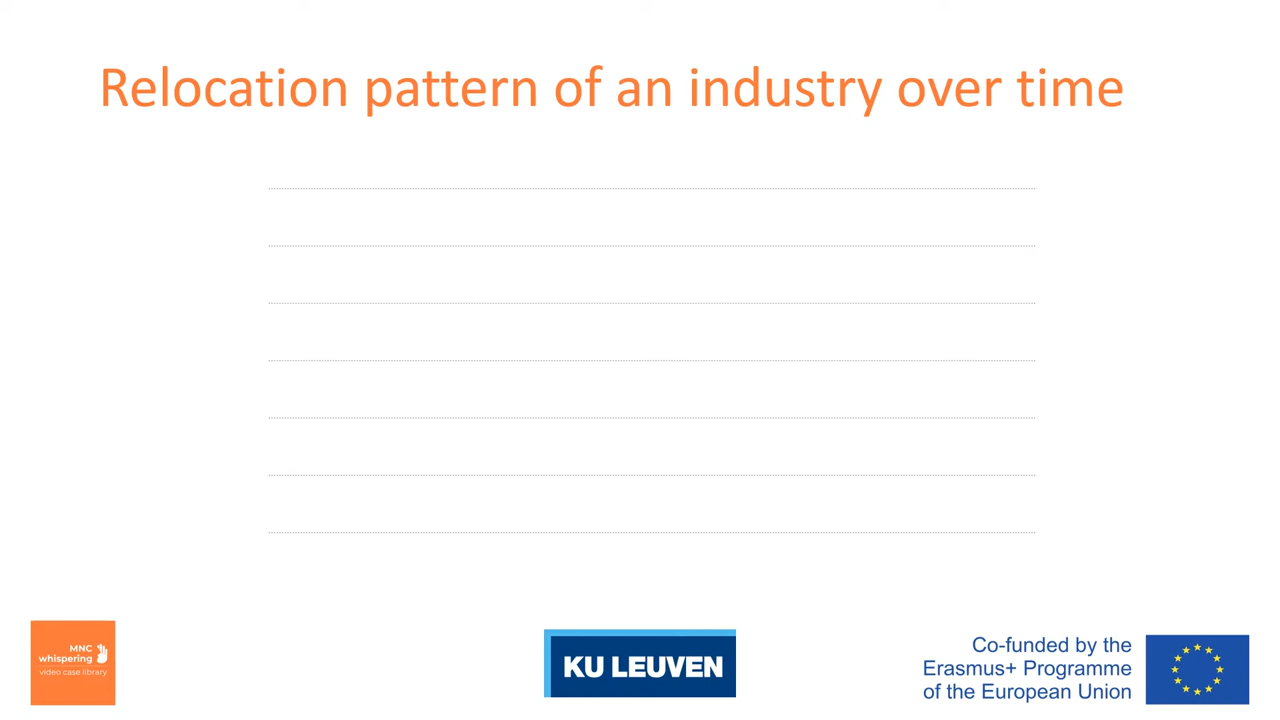 Relocation pattern of an industry over time
MNC
whispering
video case library
KU LEUVEN
Co-funded by the
Erasmus+ Programme
of the European Union